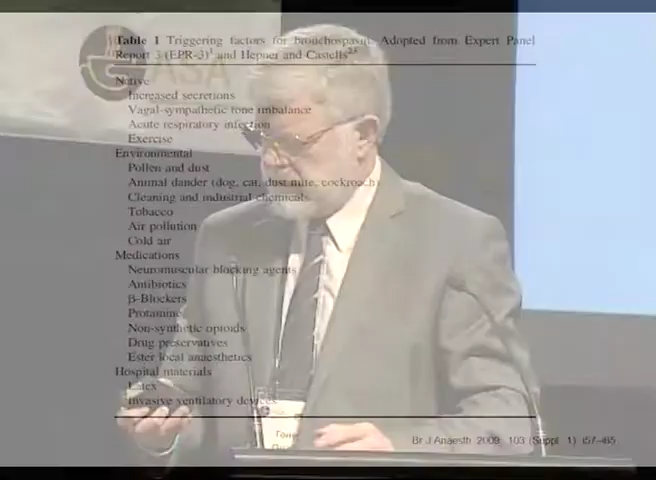 Table 1 Triggering factors for bronchospasm. Adopted from Expert Panel
Report 3 (EPR-3)¹ and Hepner and Castells²,⁴
Native
Increased secretions
Vagal-sympathetic tone imbalance
Acute respiratory infection
Exercise
Environmental
Pollen and dust
Animal dander (dog, cat, dust mite, cockroach)
Cleaning and industrial chemicals
Tobacco
Air pollution
Cold air
Medications
Neuromuscular blocking agents
Antibiotics
β-Blockers
Protamine
Non-synthetic opioids
Drug preservatives
Ester local anaesthetics
Hospital materials
Latex
Invasive ventilatory devices
Br J Anaesth 2009; 103 (Suppl. 1): i57–i65